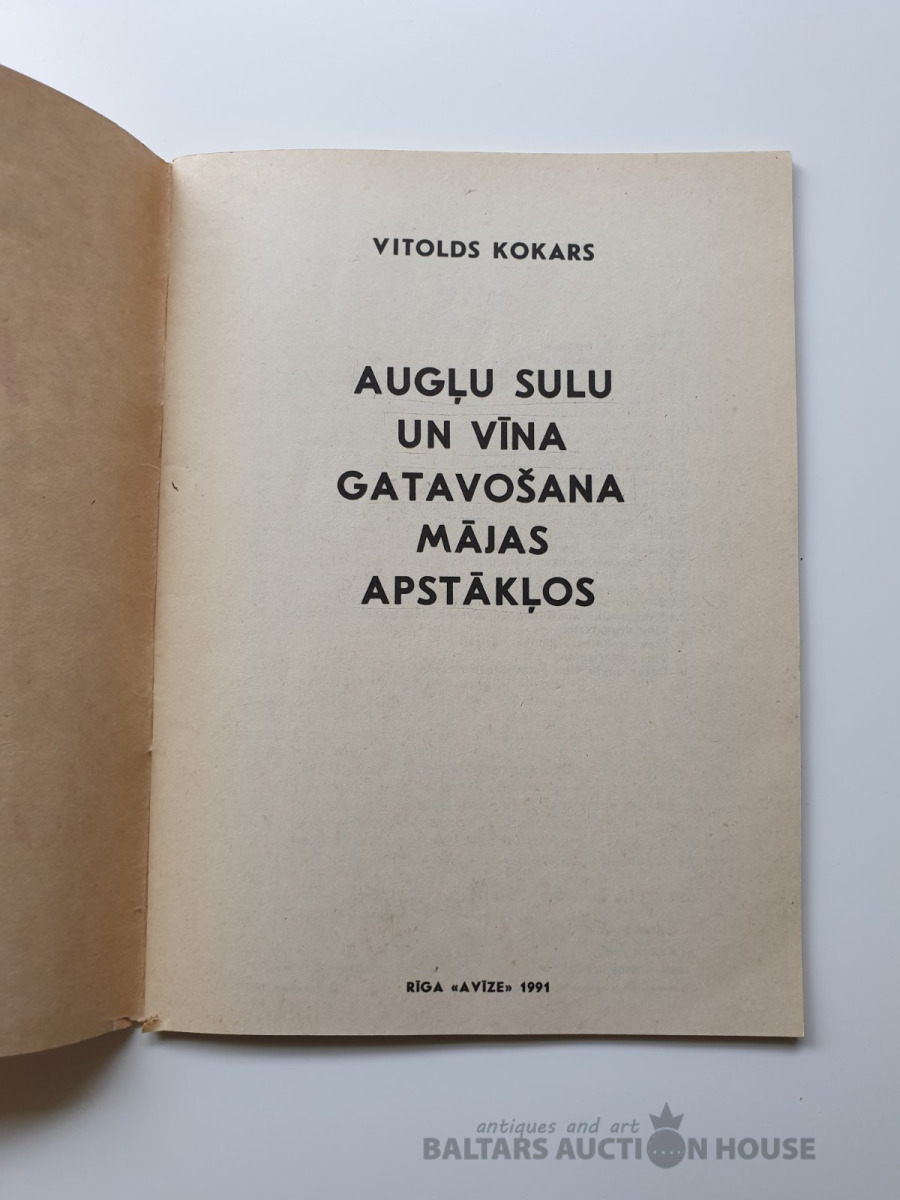 VITOLDS KOKARS
AUGĻU SULU
UN VĪNA
GATAVOŠANA
MĀJAS
APSTĀKĻOS
RĪGA «AVĪZE» 1991
antiques and art
BALTARS AUCTION HOUSE